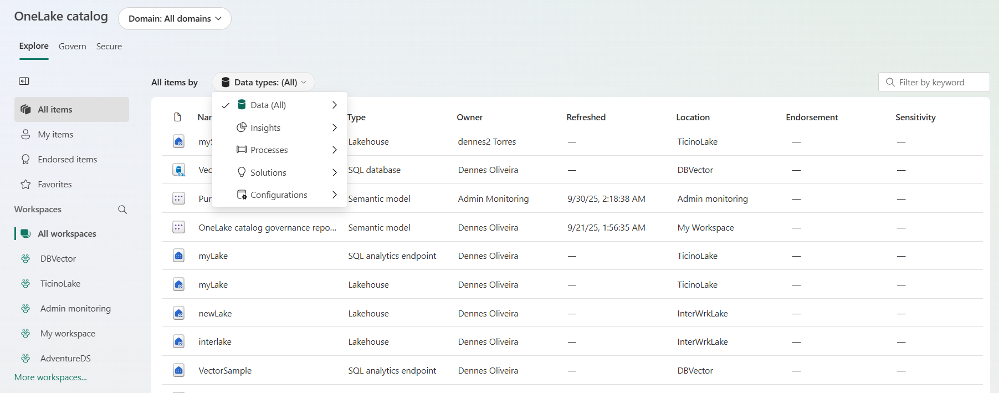 OneLake catalog
Domain: All domains
Explore Govern Secure
All items by
Data types: (All)
Filter by keyword
All items
My items
Endorsed items
Favorites
Workspaces
All workspaces
DBVector
TicinoLake
Admin monitoring
My workspace
AdventureDS
More workspaces...
Data (All)
Insights
Processes
Solutions
Configurations
Type Owner Refreshed Location Endorsement Sensitivity
Lakehouse dennes2 Torres — TicinoLake — —
SQL database Dennes Oliveira — DBVector — —
Semantic model Admin Monitoring 9/30/25, 2:18:38 AM Admin monitoring — —
OneLake catalog governance repo... Semantic model Dennes Oliveira 9/21/25, 1:56:35 AM My Workspace — —
myLake SQL analytics endpoint Dennes Oliveira — TicinoLake — —
myLake Lakehouse Dennes Oliveira — TicinoLake — —
newLake Lakehouse Dennes Oliveira — InterWrkLake — —
interlake Lakehouse Dennes Oliveira — InterWrkLake — —
VectorSample SQL analytics endpoint Dennes Oliveira — DBVector — —